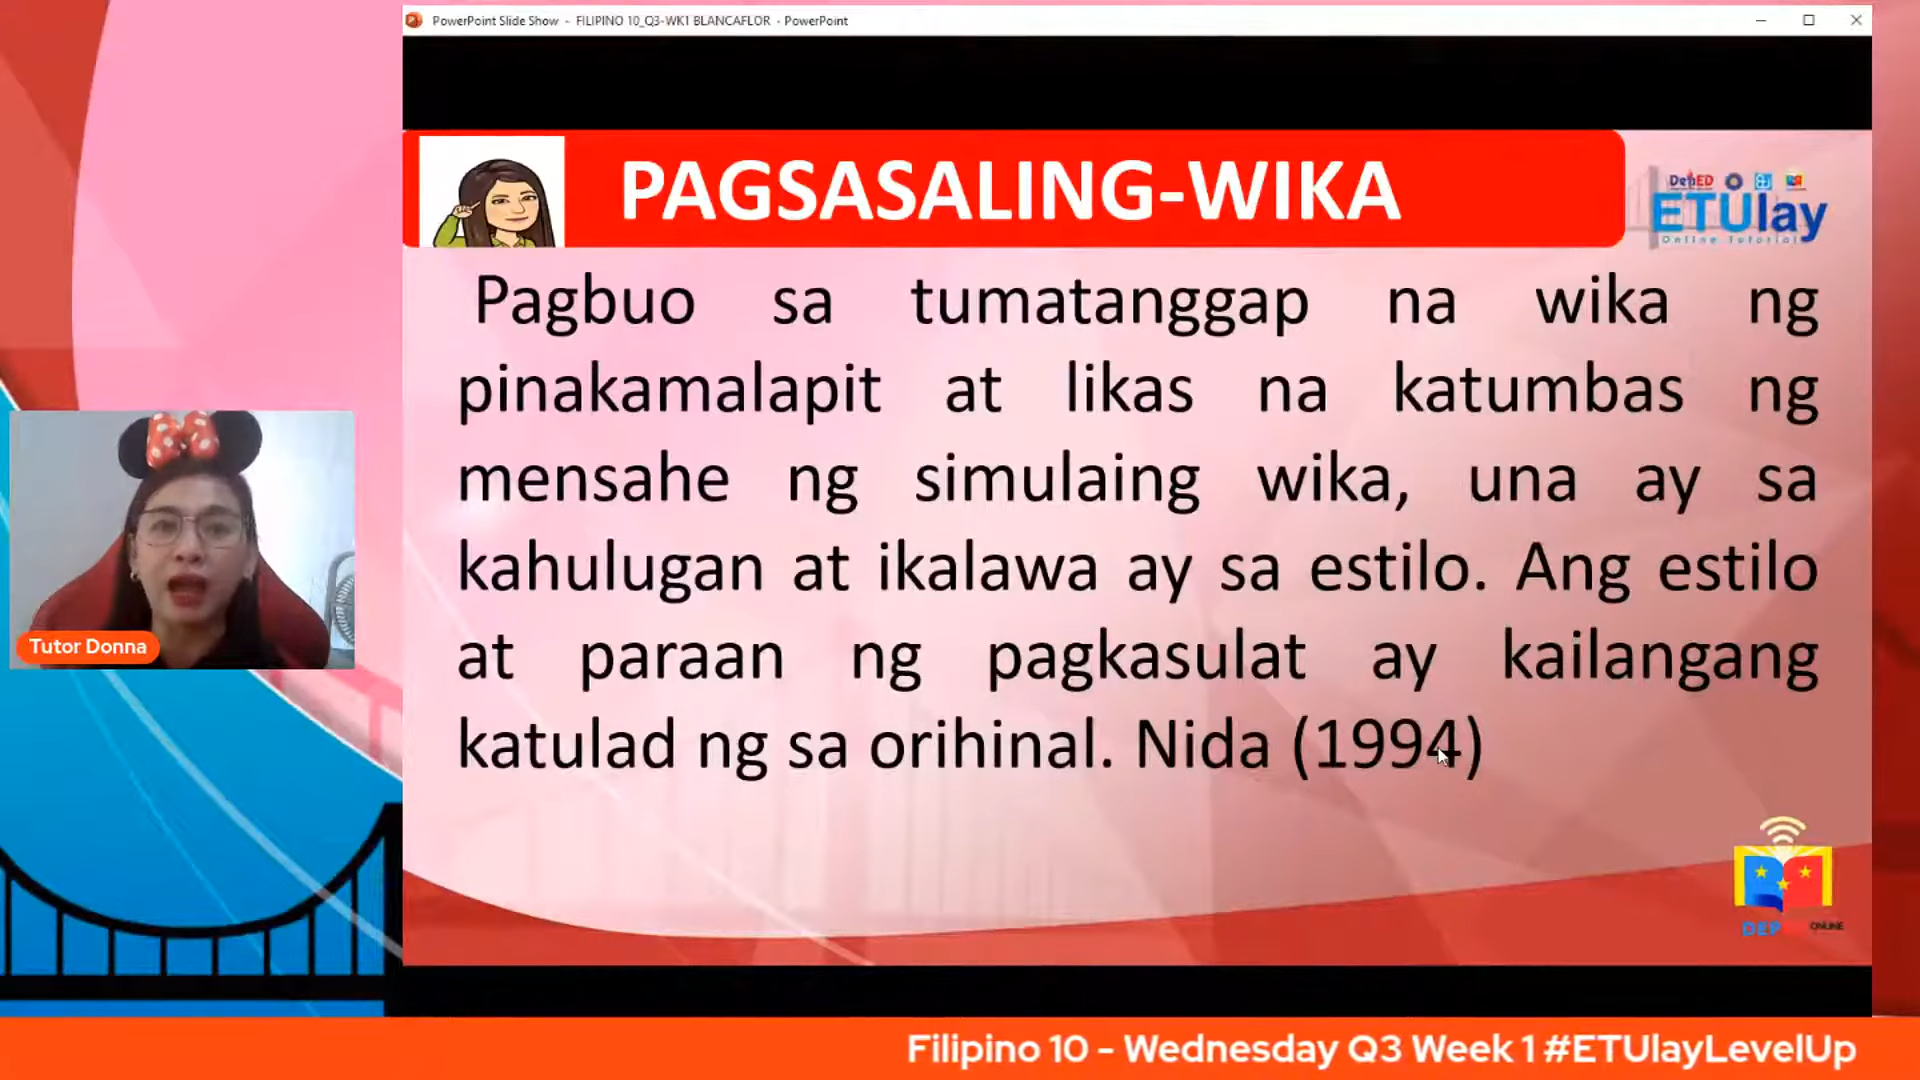 PowerPoint Slide Show - FILIPINO 10_Q3-WK1 BLANCAFLOR - PowerPoint
PAGSASALING-WIKA
DepED
ETUlay
Online Tutorial
Pagbuo sa tumatanggap na wika ng
pinakamalapit at likas na katumbas ng
mensahe ng simulaing wika, una ay sa
kahulugan at ikalawa ay sa estilo. Ang estilo
at paraan ng pagkasulat ay kailangang
katulad ng sa orihinal. Nida (1994)
Tutor Donna
ONLINE
Filipino 10 - Wednesday Q3 Week 1 #ETUlayLevelUp